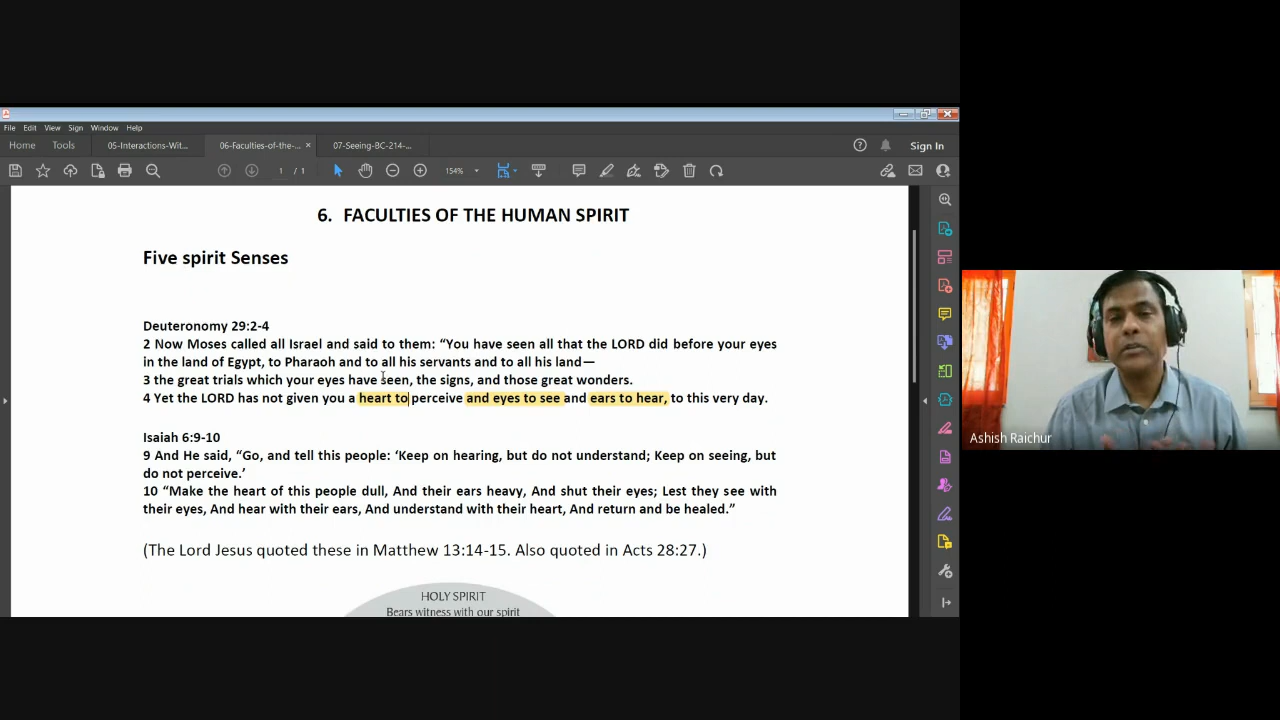 File Edit View Sign Window Help
Home Tools 05-Interactions-Wit... 06-Faculties-of-the-... × 07-Seeing-BC-214-... Sign In
1 / 1 154%
6. FACULTIES OF THE HUMAN SPIRIT
Five spirit Senses
Deuteronomy 29:2-4
2 Now Moses called all Israel and said to them: “You have seen all that the LORD did before your eyes
in the land of Egypt, to Pharaoh and to all his servants and to all his land—
3 the great trials which your eyes have seen, the signs, and those great wonders.
4 Yet the LORD has not given you a heart to perceive and eyes to see and ears to hear, to this very day.
Isaiah 6:9-10
9 And He said, “Go, and tell this people: ‘Keep on hearing, but do not understand; Keep on seeing, but
do not perceive.’
10 “Make the heart of this people dull, And their ears heavy, And shut their eyes; Lest they see with
their eyes, And hear with their ears, And understand with their heart, And return and be healed.”
(The Lord Jesus quoted these in Matthew 13:14-15. Also quoted in Acts 28:27.)
HOLY SPIRIT
Bears witness with our spirit
Ashish Raichur